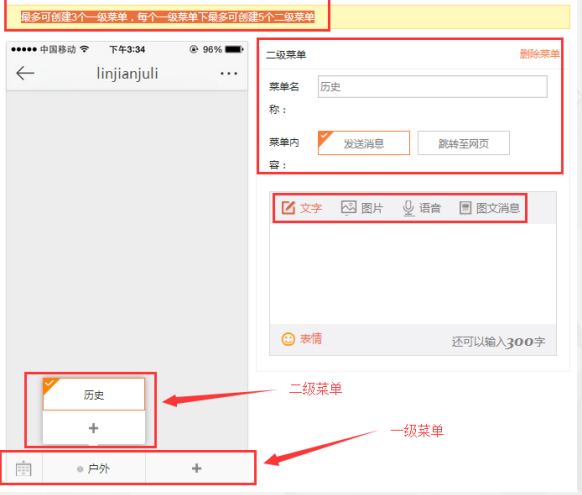 最多可创建3个一级菜单，每个一级菜单下最多可创建5个二级菜单
中国移动 下午3:34 96%
linjianjuli
二级菜单 删除菜单
菜单名称： 历史
菜单内容： 发送消息 跳转至网页
文字 图片 语音 图文消息
表情 还可以输入300字
历史
+
二级菜单
一级菜单
户外 +